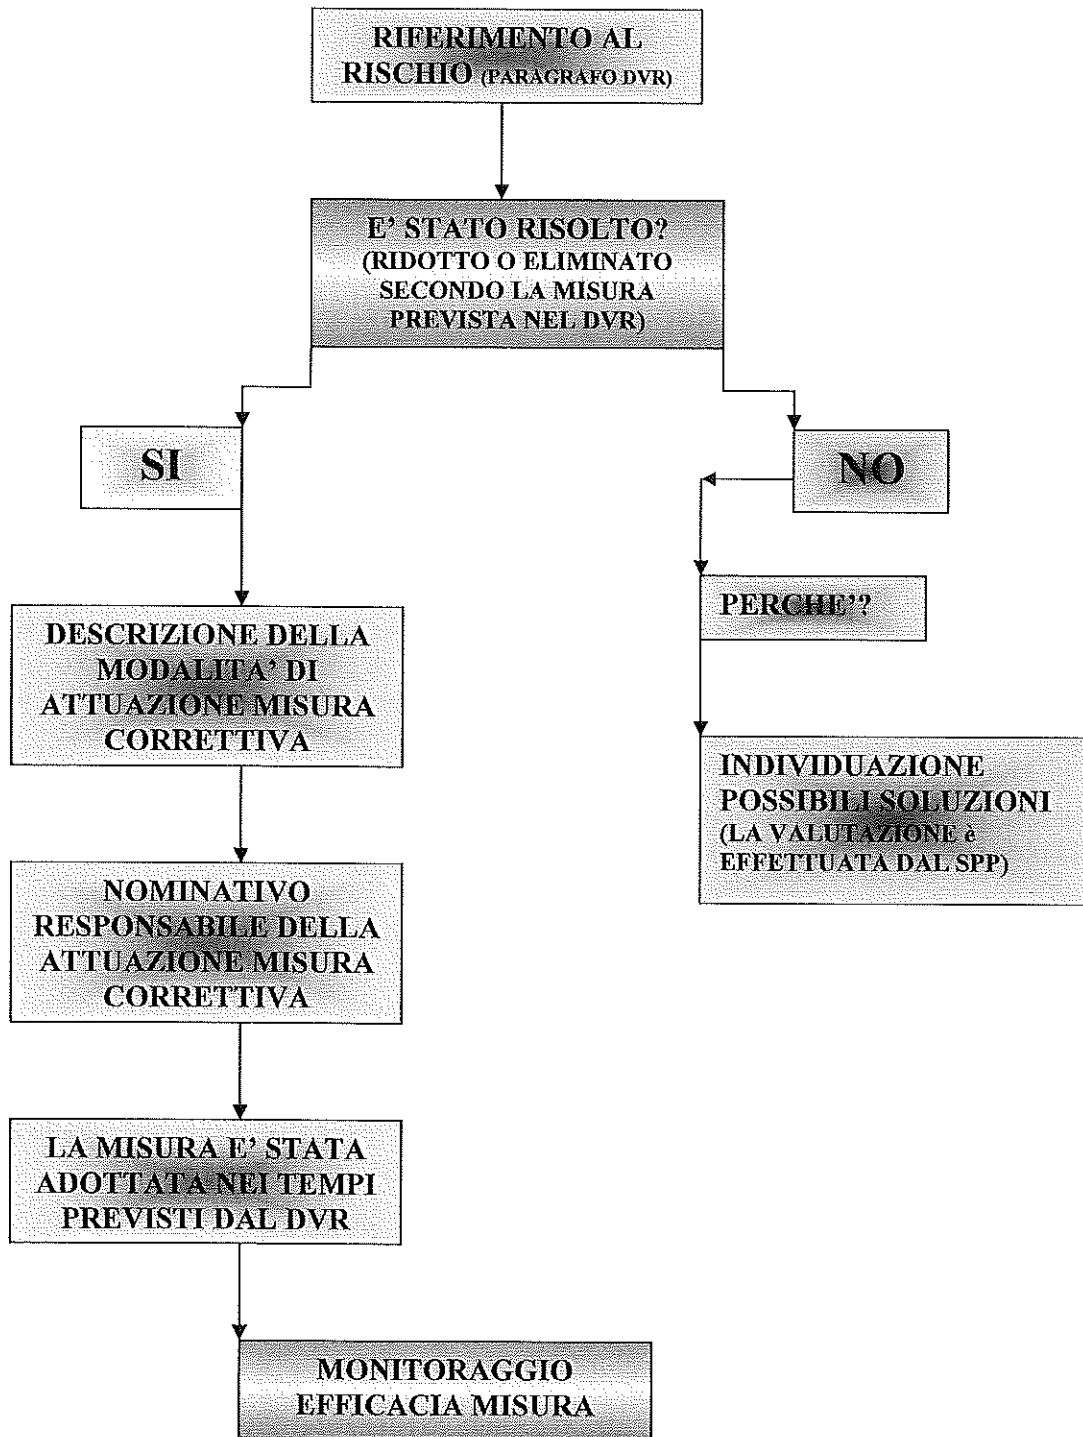 RIFERIMENTO AL
RISCHIO (PARAGRAFO DVR)
E' STATO RISOLTO?
(RIDOTTO O ELIMINATO
SECONDO LA MISURA
PREVISTA NEL DVR)
SI
NO
PERCHE'?
DESCRIZIONE DELLA
MODALITA' DI
ATTUAZIONE MISURA
CORRETTIVA
INDIVIDUAZIONE
POSSIBILI SOLUZIONI
(LA VALUTAZIONE è
EFFETTUATA DAL SPP)
NOMINATIVO
RESPONSABILE DELLA
ATTUAZIONE MISURA
CORRETTIVA
LA MISURA E' STATA
ADOTTATA NEI TEMPI
PREVISTI DAL DVR
MONITORAGGIO
EFFICACIA MISURA